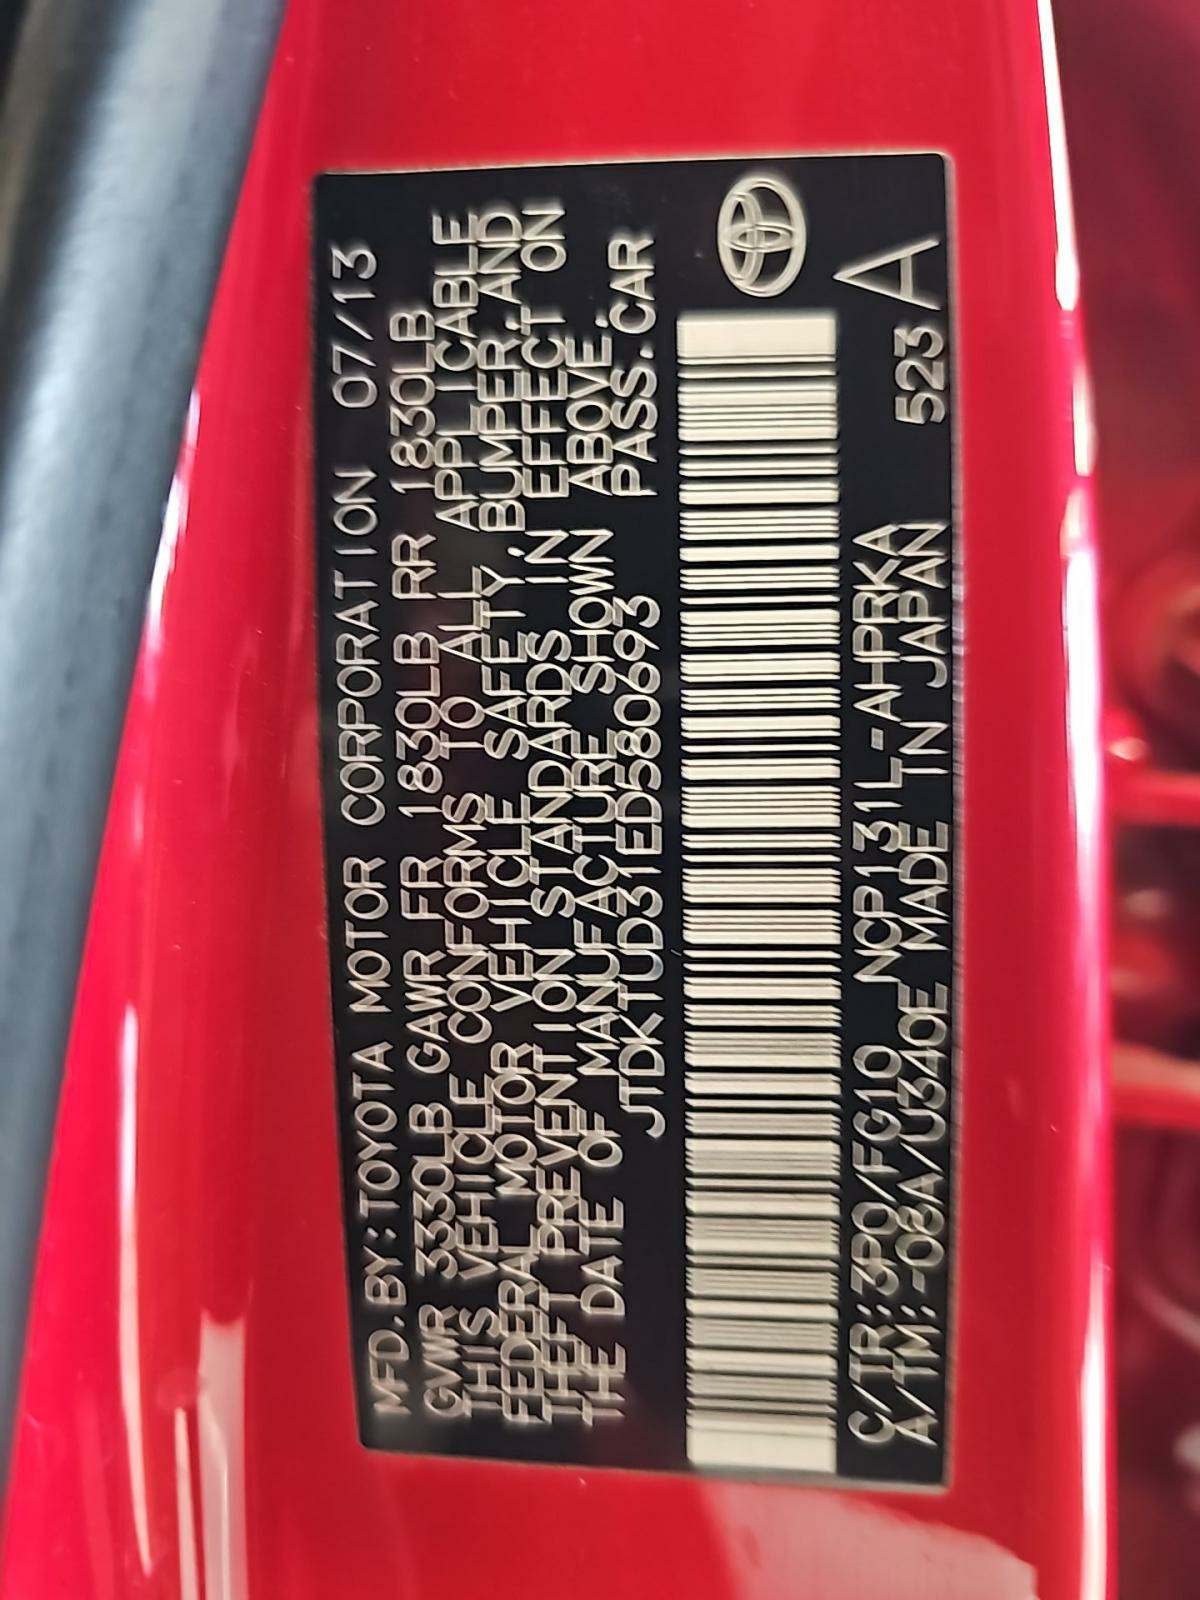 MFD.BY:TOYOTA MOTOR CORPORATION 07/13
GVWR 3330LB GAWR FR 1830LB RR 1830LB
THIS VEHICLE CONFORMS TO ALL APPLICABLE
FEDERAL MOTOR VEHICLE SAFETY, BUMPER, AND
THEFT PREVENTION STANDARDS IN EFFECT ON
THE DATE OF MANUFACTURE SHOWN ABOVE.
JTDKTUD31ED580693 PASS.CAR
C/TR:3P0/FG10 NCP131L-AHPBKA
A/TM:-08A/U340E MADE IN JAPAN 523 A